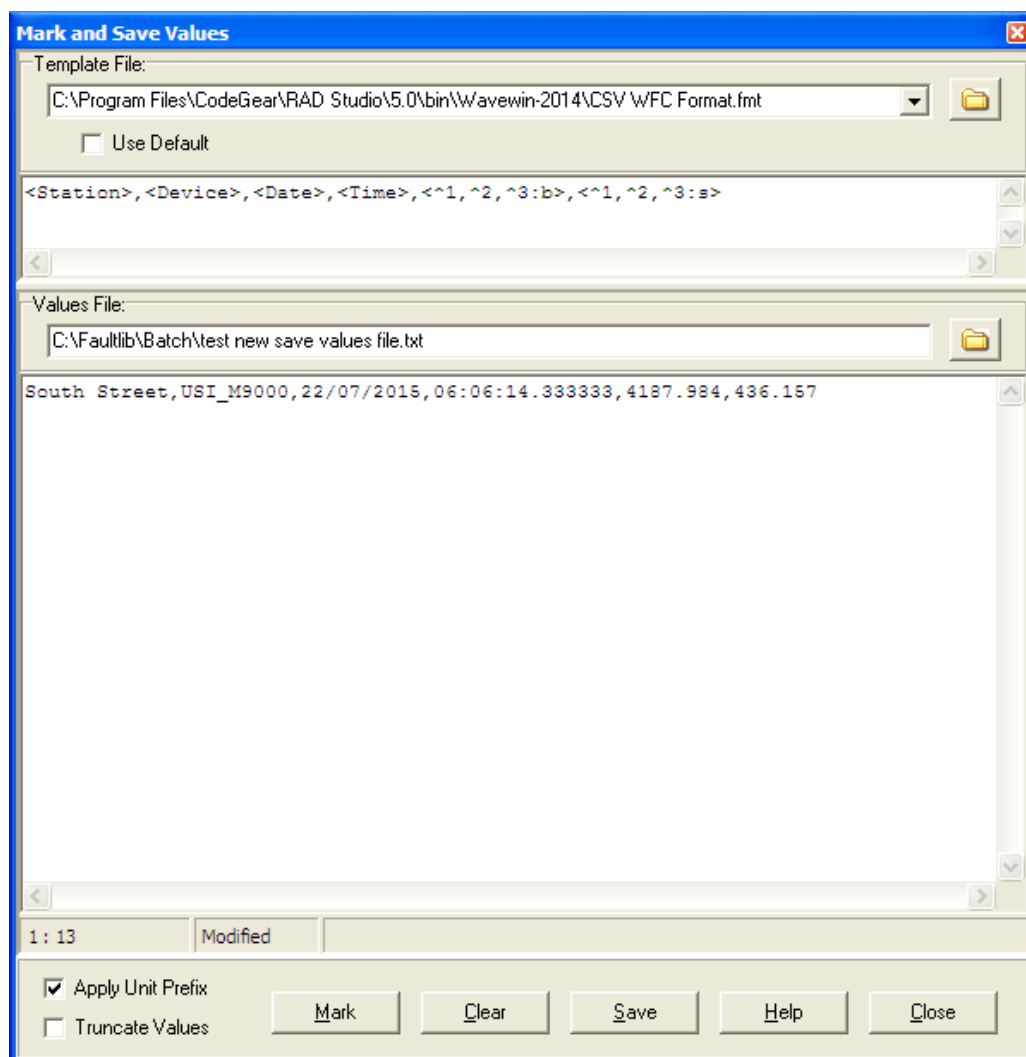 Mark and Save Values
Template File:
C:\Program Files\CodeGear\RAD Studio\5.0\bin\Wavewin-2014\CSV WFC Format.fmt
Use Default
<Station>,<Device>,<Date>,<Time>,<^1,^2,^3:b>,<^1,^2,^3:s>
Values File:
C:\Faultlib\Batch\test new save values file.txt
South Street,USI_M9000,22/07/2015,06:06:14.333333,4187.984,436.157
1: 13 Modified
Apply Unit Prefix
Truncate Values
Mark Clear Save Help Close